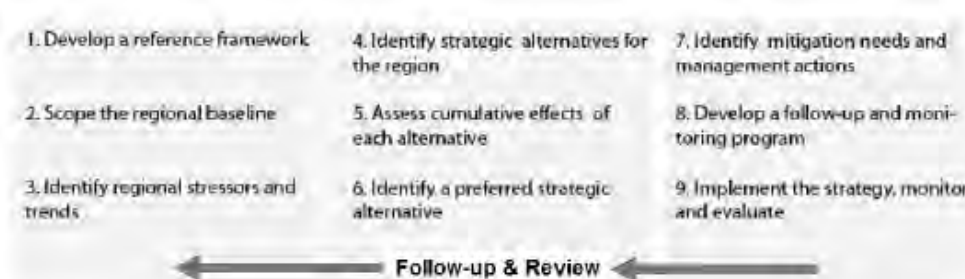 1. Develop a reference framework
2. Scope the regional baseline
3. Identify regional stressors and
trends
4. Identify strategic alternatives for
the region
5. Assess cumulative effects of
each alternative
6. Identify a preferred strategic
alternative
7. Identify mitigation needs and
management actions
8. Develop a follow-up and moni-
toring program
9. Implement the strategy, monitor
and evaluate
Follow-up & Review